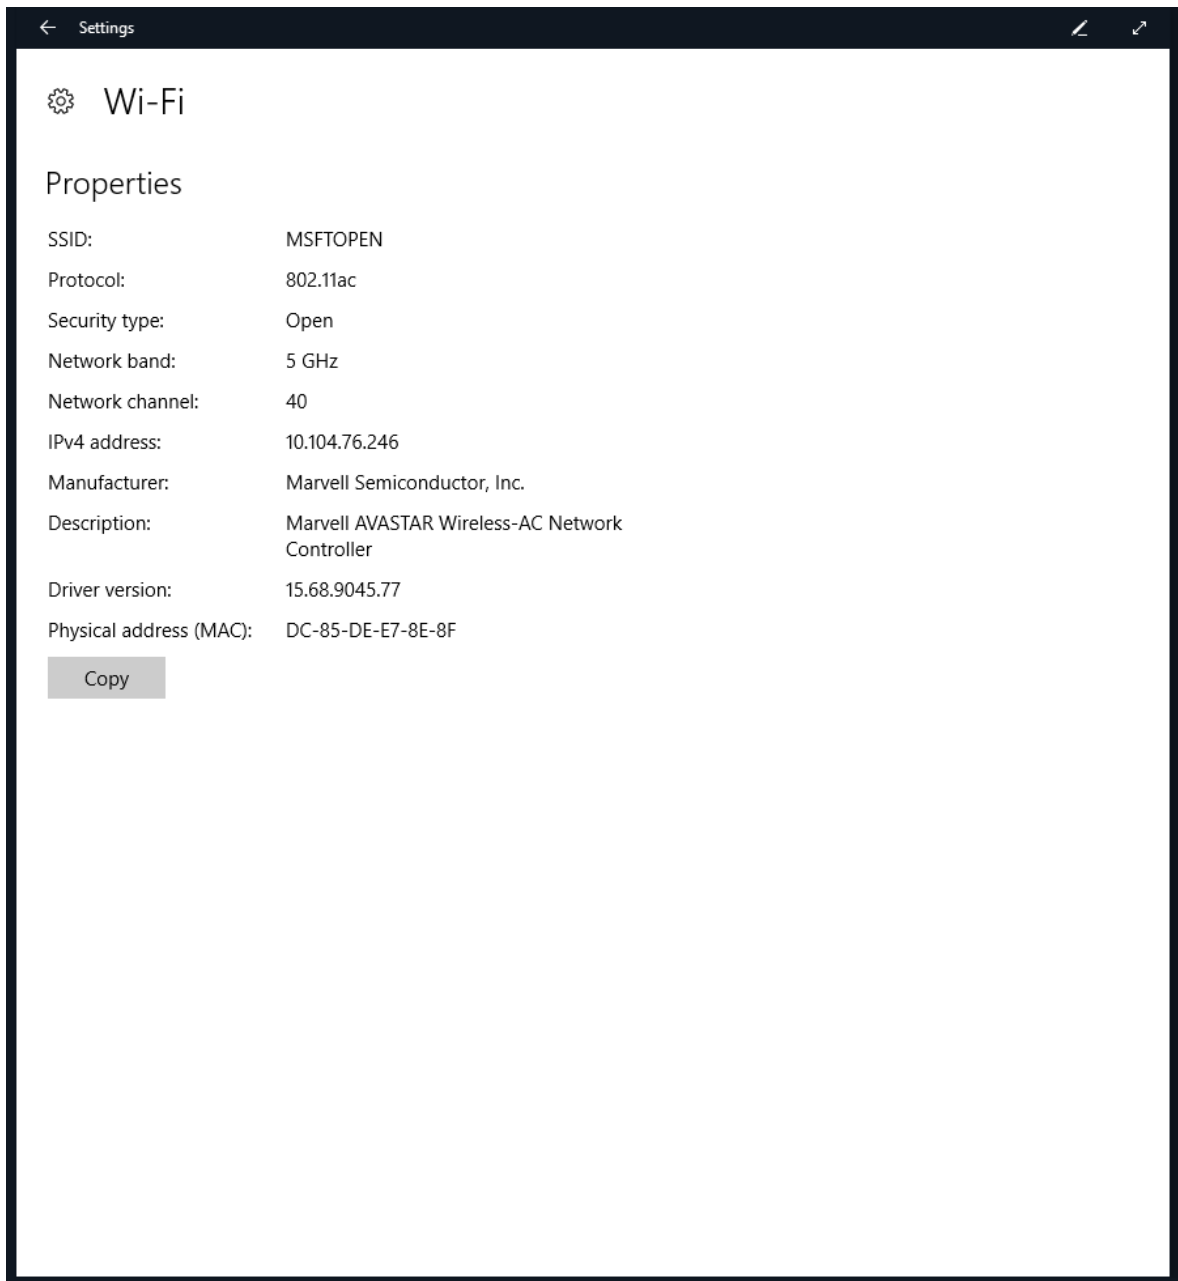 Settings
Wi-Fi
Properties
SSID: MSFTOPEN
Protocol: 802.11ac
Security type: Open
Network band: 5 GHz
Network channel: 40
IPv4 address: 10.104.76.246
Manufacturer: Marvell Semiconductor, Inc.
Description: Marvell AVASTAR Wireless-AC Network
Controller
Driver version: 15.68.9045.77
Physical address (MAC): DC-85-DE-E7-8E-8F
Copy